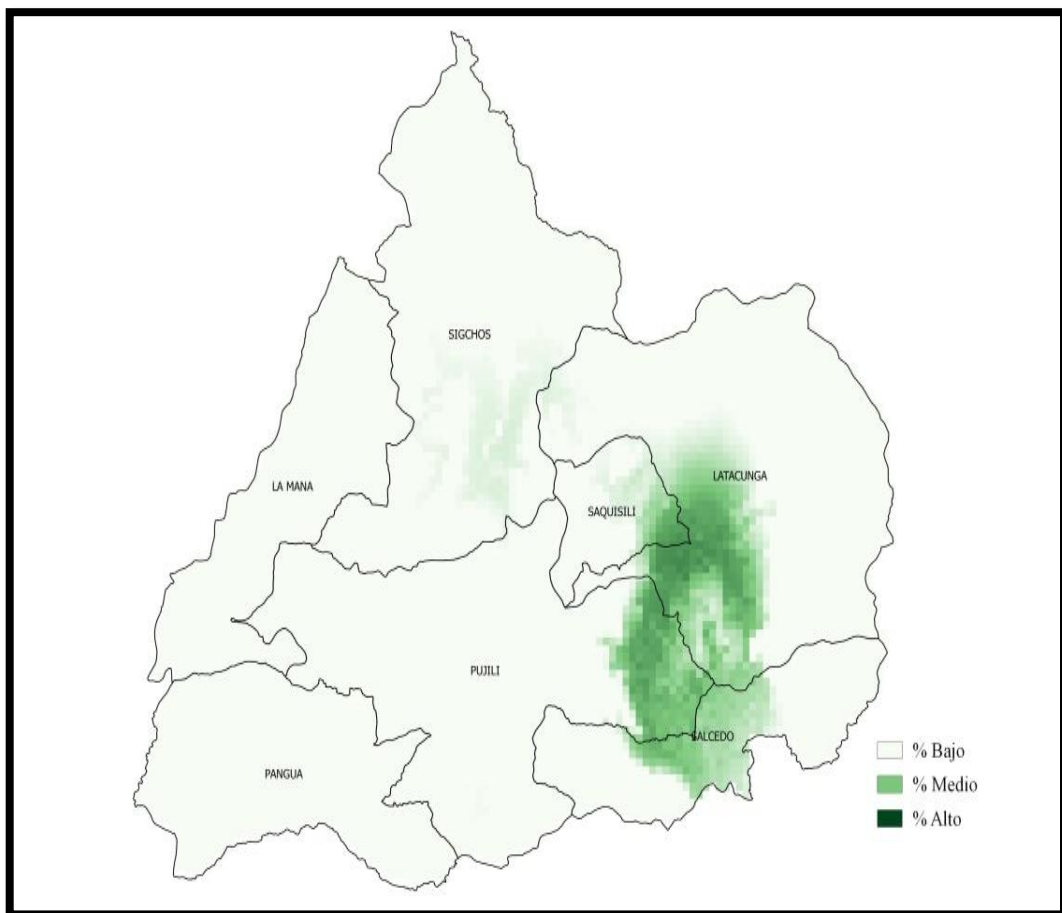 SIGCHOS
LA MANA
LATACUNGA
SAQUISILI
PUJILI
SALCEDO
PANGUA
% Bajo
% Medio
% Alto